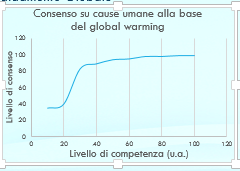 Consenso su cause umane alla base
del global warming
120
100
80
60
40
20
0
0 20 40 60 80 100 120
Livello di consenso
Livello di competenza (u.a.)